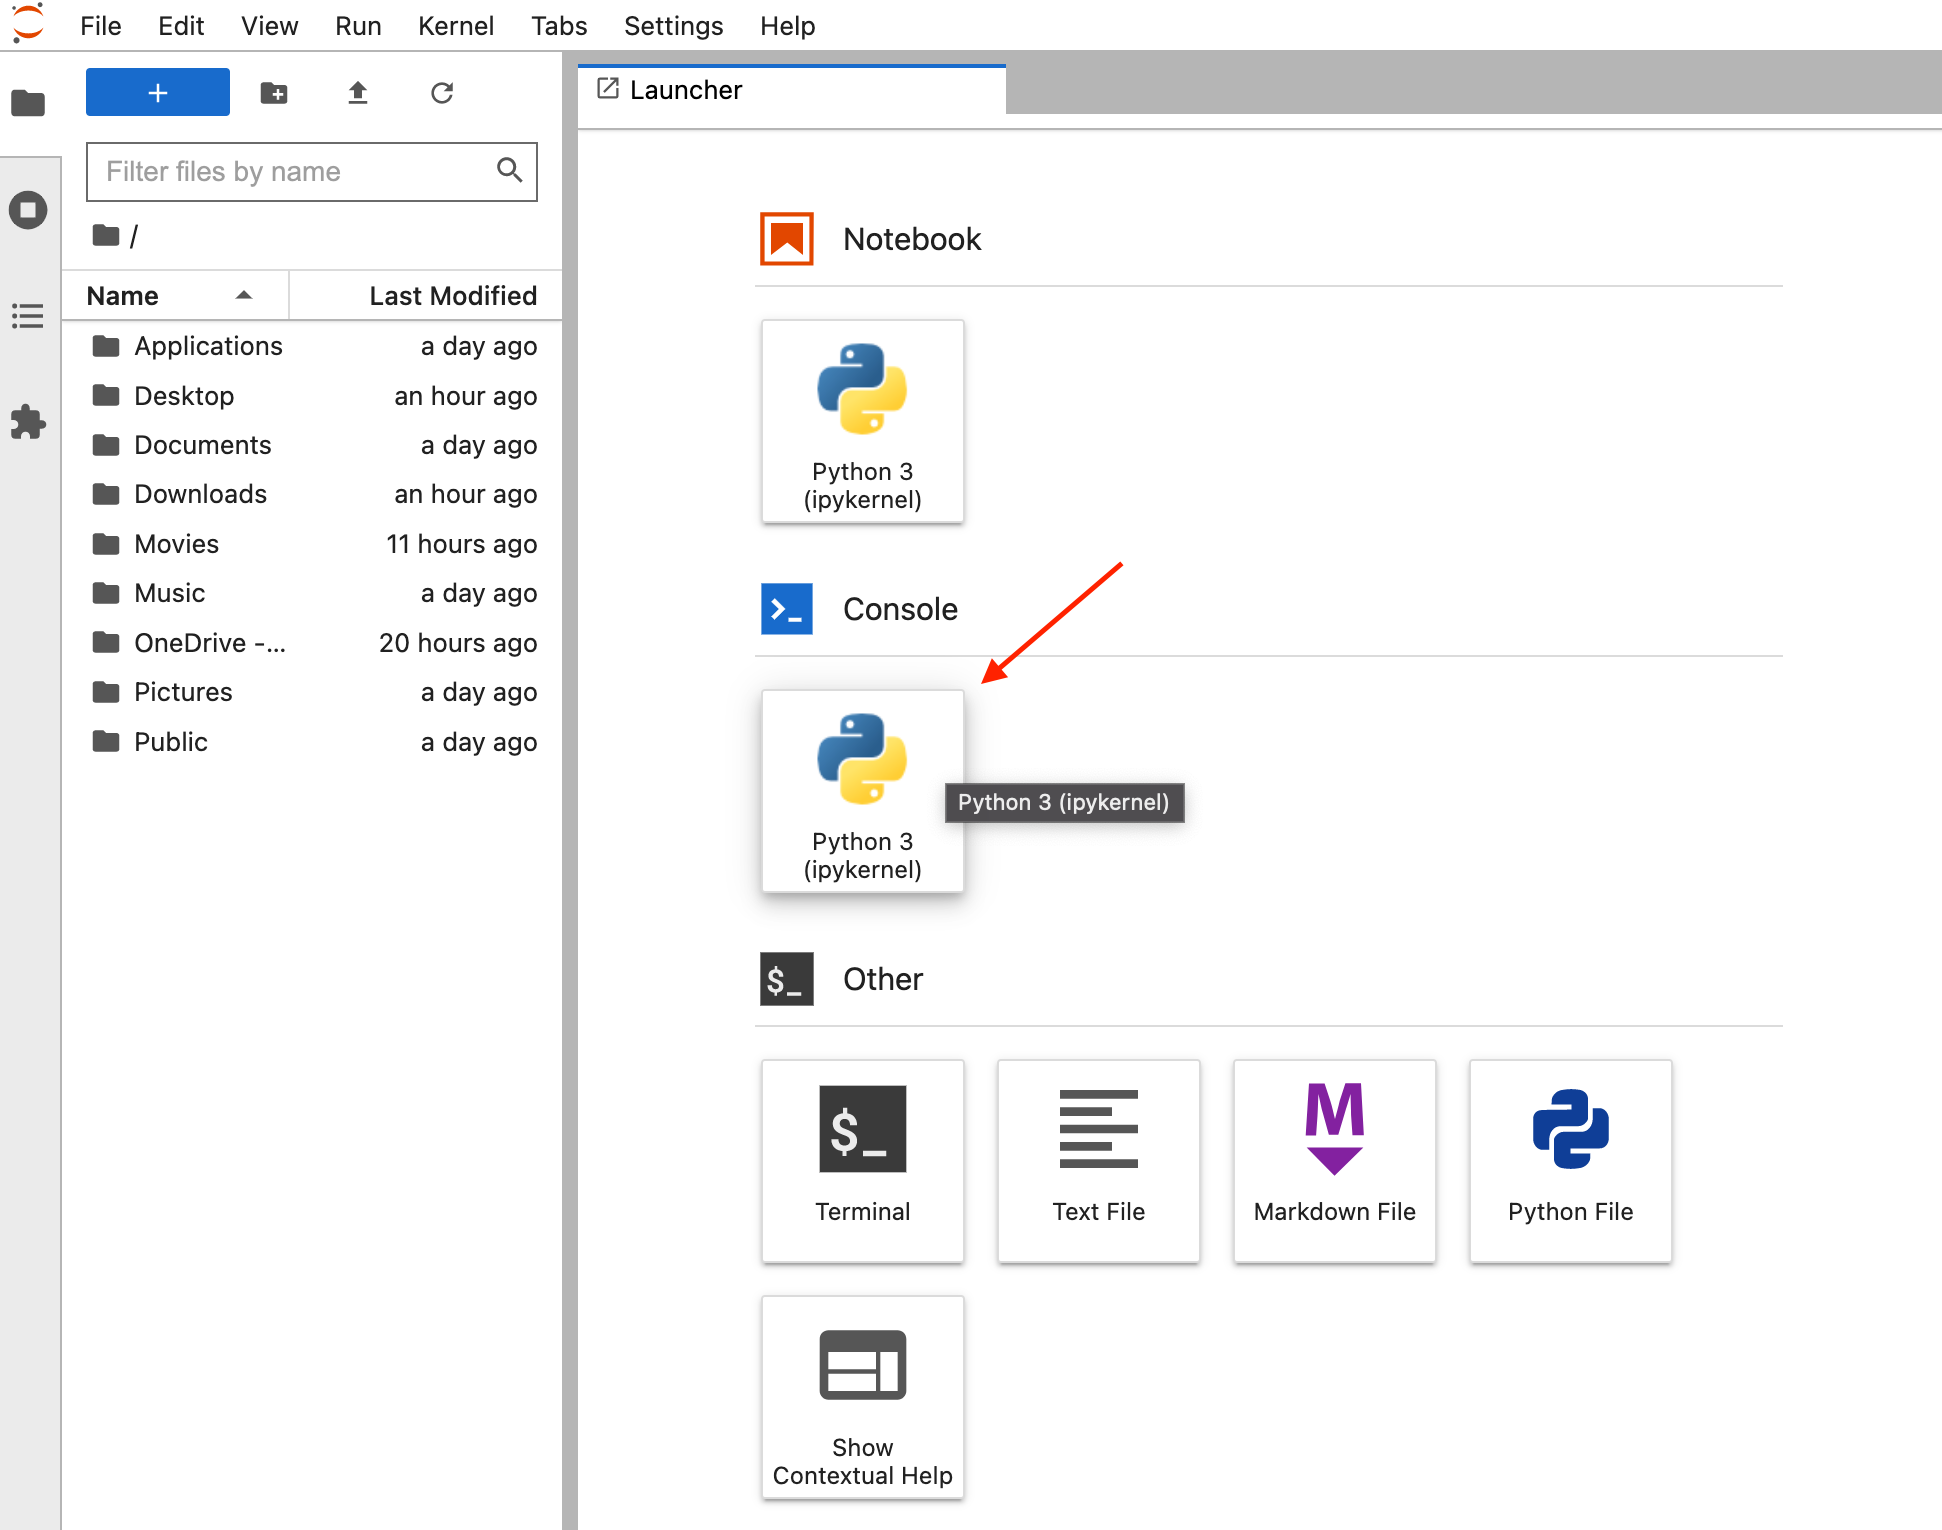 File Edit View Run Kernel Tabs Settings Help
+
Launcher
Filter files by name
/
Name Last Modified
Applications a day ago
Desktop an hour ago
Documents a day ago
Downloads an hour ago
Movies 11 hours ago
Music a day ago
OneDrive -... 20 hours ago
Pictures a day ago
Public a day ago
Notebook
Python 3
(ipykernel)
>_ Console
Python 3
(ipykernel)
Python 3 (ipykernel)
$_ Other
$_
Terminal
Text File
M
Markdown File
Python File
Show
Contextual Help